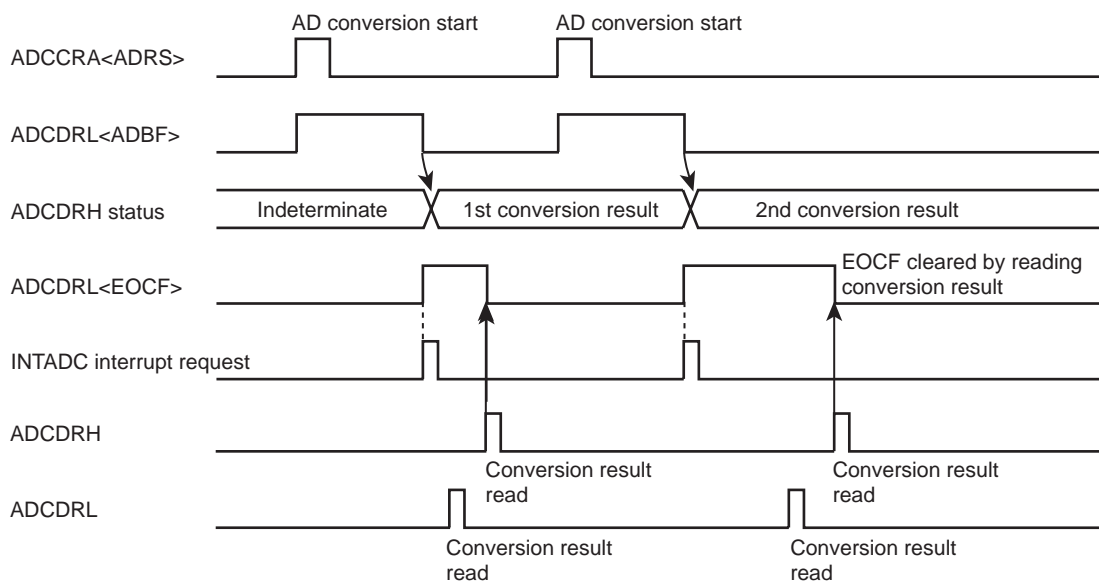 AD conversion start
AD conversion start
ADCCRA<ADRS>
ADCDRL<ADBF>
ADCDRH status
Indeterminate
1st conversion result
2nd conversion result
ADCDRL<EOCF>
EOCF cleared by reading
conversion result
INTADC interrupt request
ADCDRH
Conversion result
read
Conversion result
read
ADCDRL
Conversion result
read
Conversion result
read